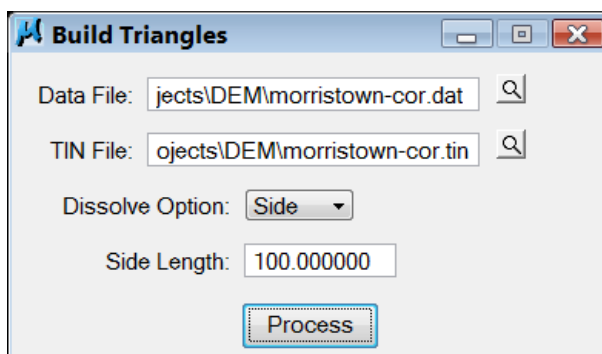 Build Triangles
Data File: jects\DEM\morristown-cor.dat
TIN File: ojects\DEM\morristown-cor.tin
Dissolve Option: Side
Side Length: 100.000000
Process